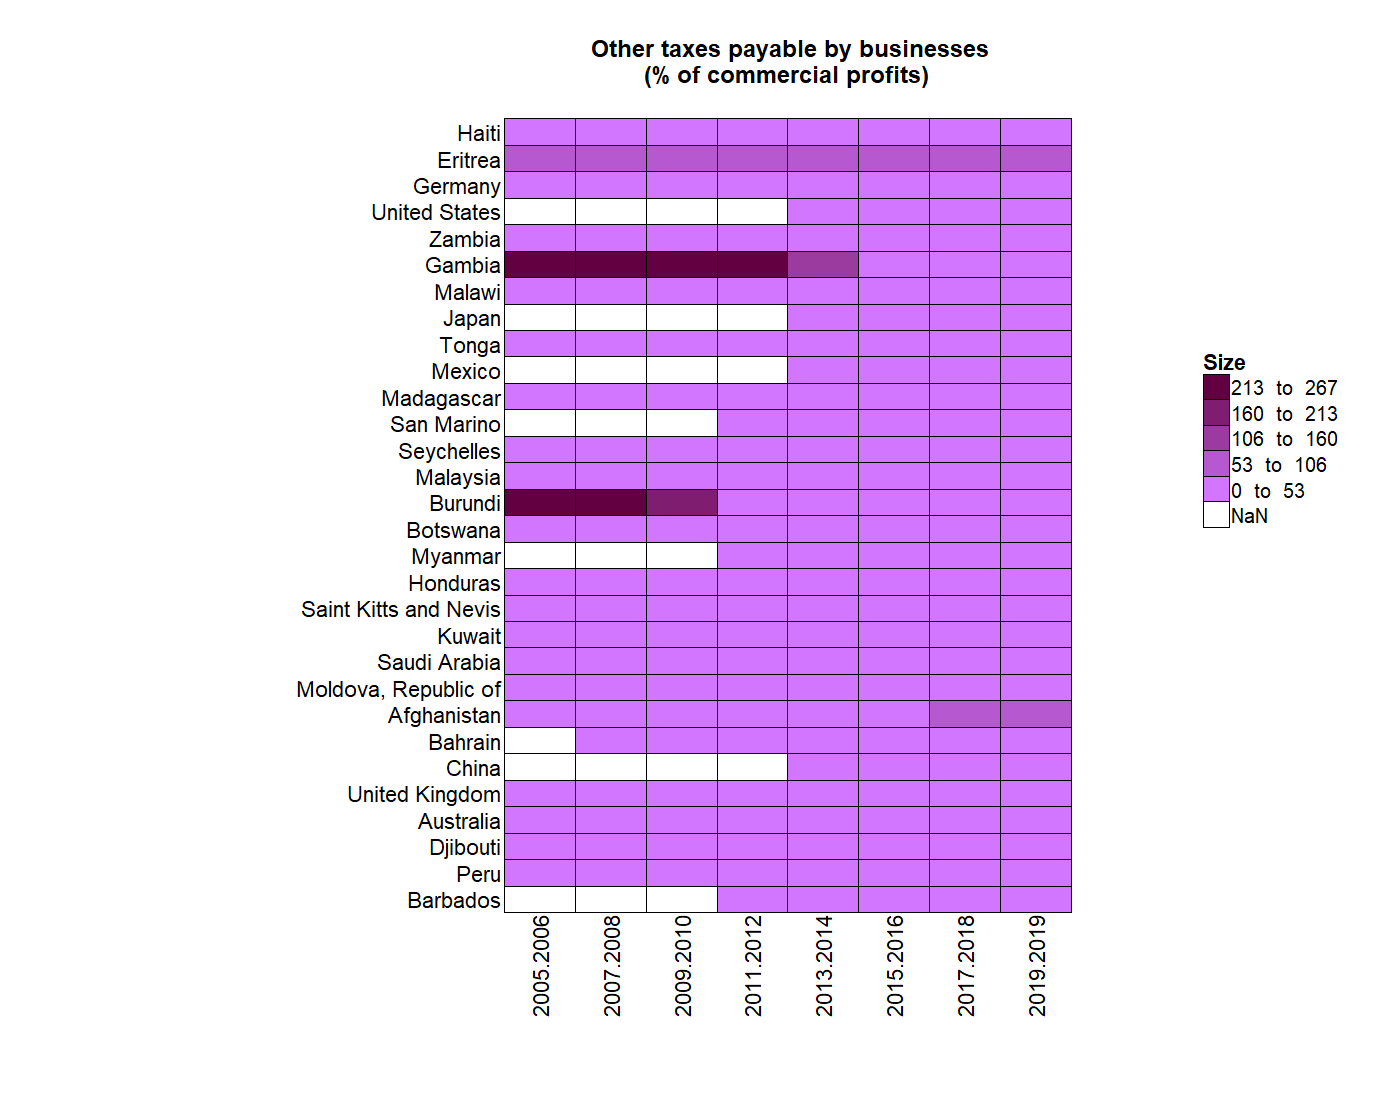 Other taxes payable by businesses
(% of commercial profits)
Haiti
Eritrea
Germany
United States
Zambia
Gambia
Malawi
Japan
Tonga
Mexico
Madagascar
San Marino
Seychelles
Malaysia
Burundi
Botswana
Myanmar
Honduras
Saint Kitts and Nevis
Kuwait
Saudi Arabia
Moldova, Republic of
Afghanistan
Bahrain
China
United Kingdom
Australia
Djibouti
Peru
Barbados
2005.2006
2007.2008
2009.2010
2011.2012
2013.2014
2015.2016
2017.2018
2019.2019
Size
213 to 267
160 to 213
106 to 160
53 to 106
0 to 53
NaN